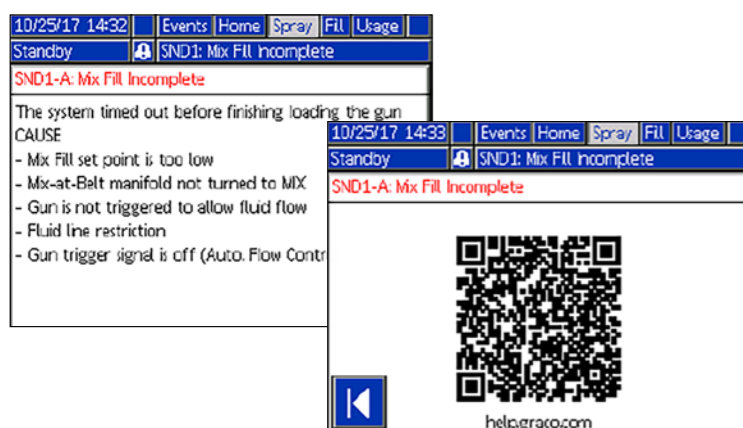 10/25/17 14:32 Events Home Spray Fill Usage
Standby SND1: Mix Fill Incomplete
SND1-A: Mix Fill Incomplete
The system timed out before finishing loading the gun
CAUSE
- Mix Fill set point is too low
- Mix-at-Belt manifold not turned to MIX
- Gun is not triggered to allow fluid flow
- Fluid line restriction
- Gun trigger signal is off (Auto. Flow Contr
10/25/17 14:33 Events Home Spray Fill Usage
Standby SND1: Mix Fill Incomplete
SND1-A: Mix Fill Incomplete
help.graco.com